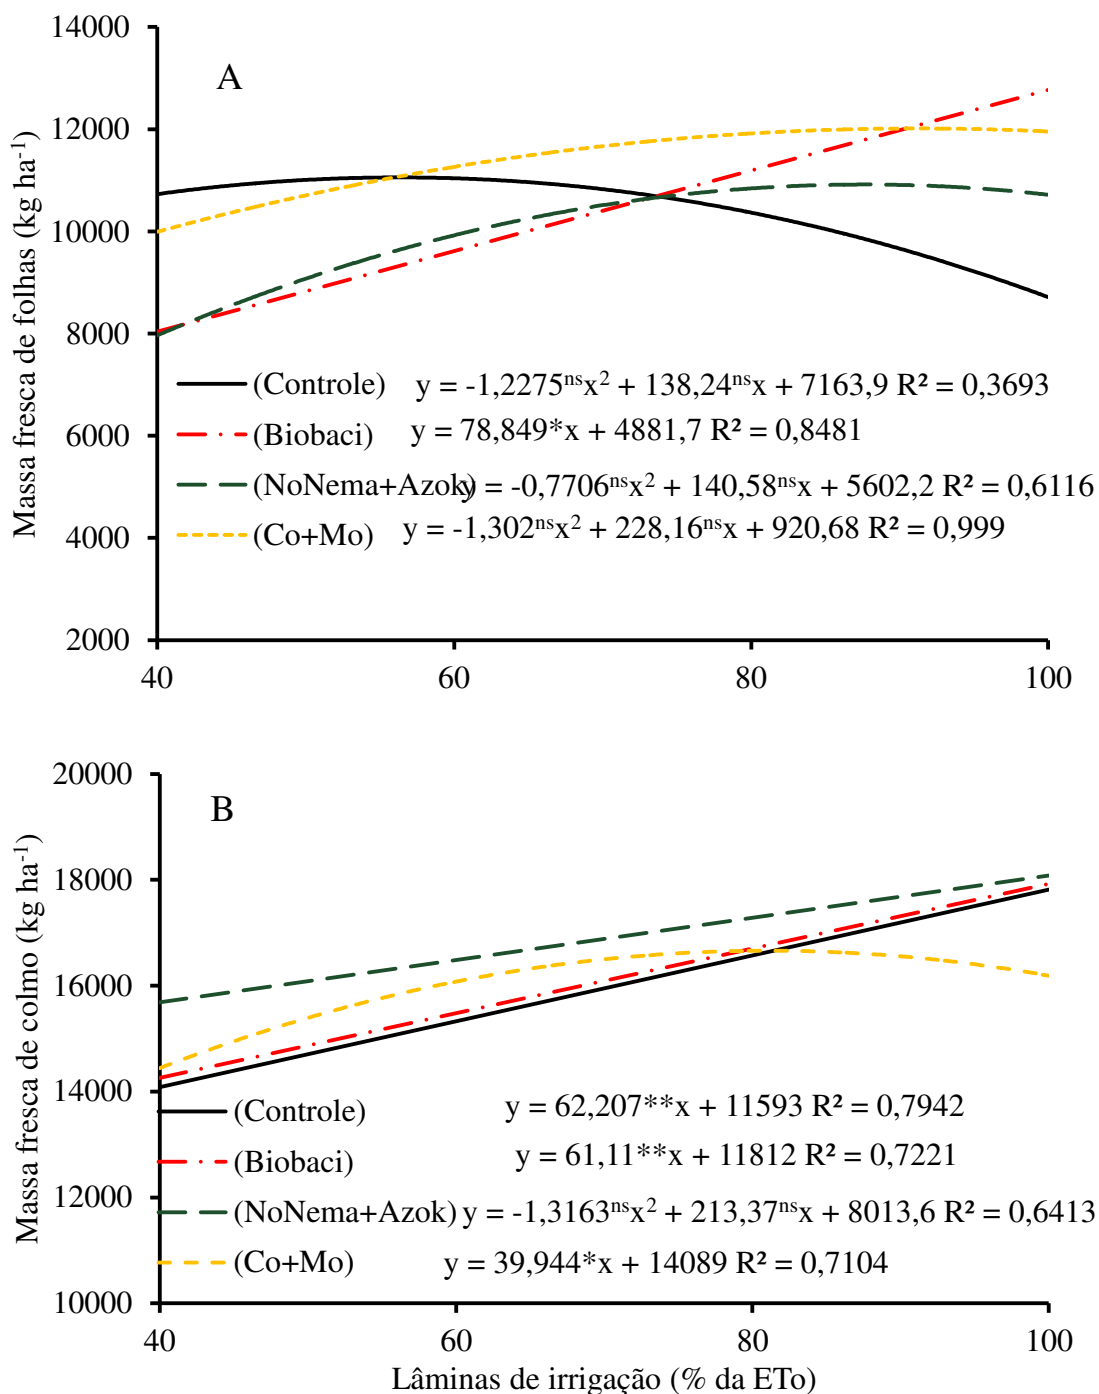 14000
A
12000
10000
8000
6000
4000
2000
Massa fresca de folhas (kg ha⁻¹)
(Controle) y = -1,2275ⁿˢx² + 138,24ⁿˢx + 7163,9 R² = 0,3693
(Biobaci) y = 78,849*x + 4881,7 R² = 0,8481
(NoNema+Azok) y = -0,7706ⁿˢx² + 140,58ⁿˢx + 5602,2 R² = 0,6116
(Co+Mo) y = -1,302ⁿˢx² + 228,16ⁿˢx + 920,68 R² = 0,999
40 60 80 100
20000
B
18000
16000
14000
12000
10000
Massa fresca de colmo (kg ha⁻¹)
(Controle) y = 62,207**x + 11593 R² = 0,7942
(Biobaci) y = 61,11**x + 11812 R² = 0,7221
(NoNema+Azok) y = -1,3163ⁿˢx² + 213,37ⁿˢx + 8013,6 R² = 0,6413
(Co+Mo) y = 39,944*x + 14089 R² = 0,7104
40 60 80 100
Lâminas de irrigação (% da ETo)